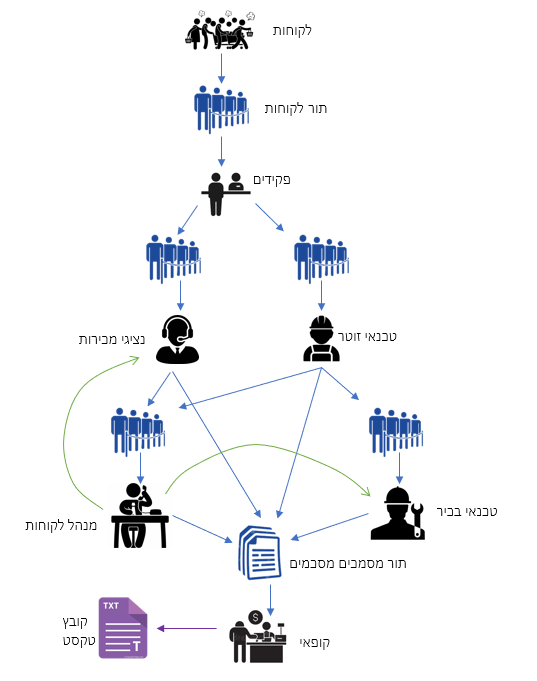 לקוחות
תור לקוחות
פקידים
נציגי מכירות
טכנאי זוטר
מנהל לקוחות
טכנאי בכיר
תור מסמכים מסכמים
TXT
T
קובץ
טקסט
$
קופאי